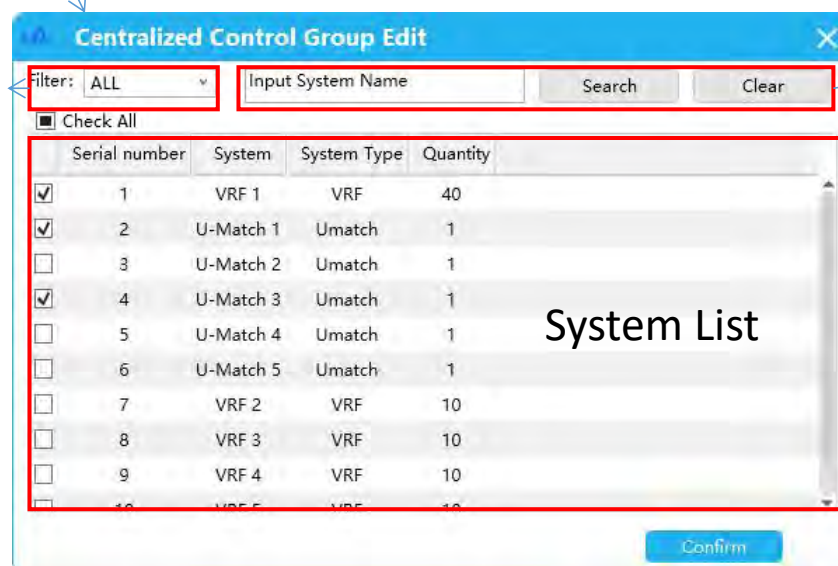 Centralized Control Group Edit
Filter: ALL Input System Name Search Clear
Check All
Serial number System System Type Quantity
1 VRF 1 VRF 40
2 U-Match 1 Umatch 1
3 U-Match 2 Umatch 1
4 U-Match 3 Umatch 1
System List
5 U-Match 4 Umatch 1
6 U-Match 5 Umatch 1
7 VRF 2 VRF 10
8 VRF 3 VRF 10
9 VRF 4 VRF 10
Confirm